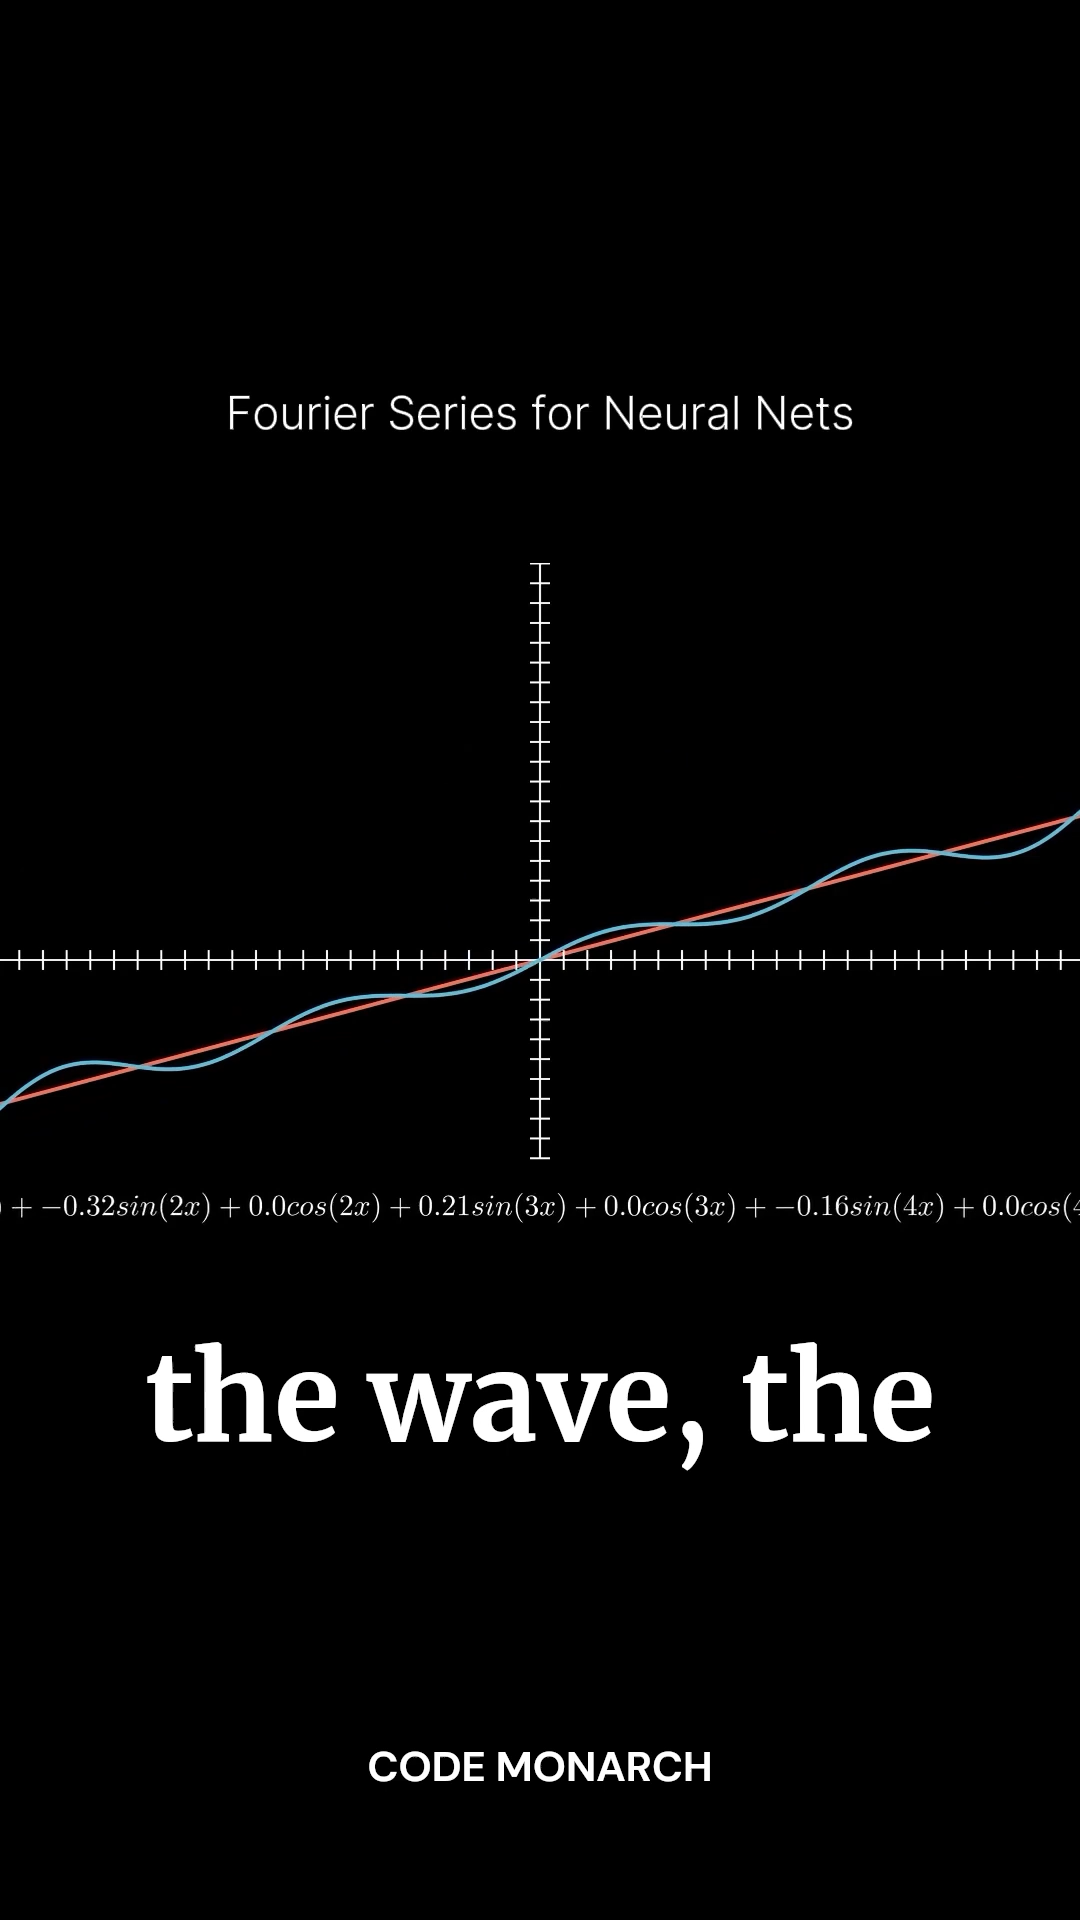 Fourier Series for Neural Nets
) + −0.32sin(2x) + 0.0cos(2x) + 0.21sin(3x) + 0.0cos(3x) + −0.16sin(4x) + 0.0cos(4
the wave, the
CODE MONARCH